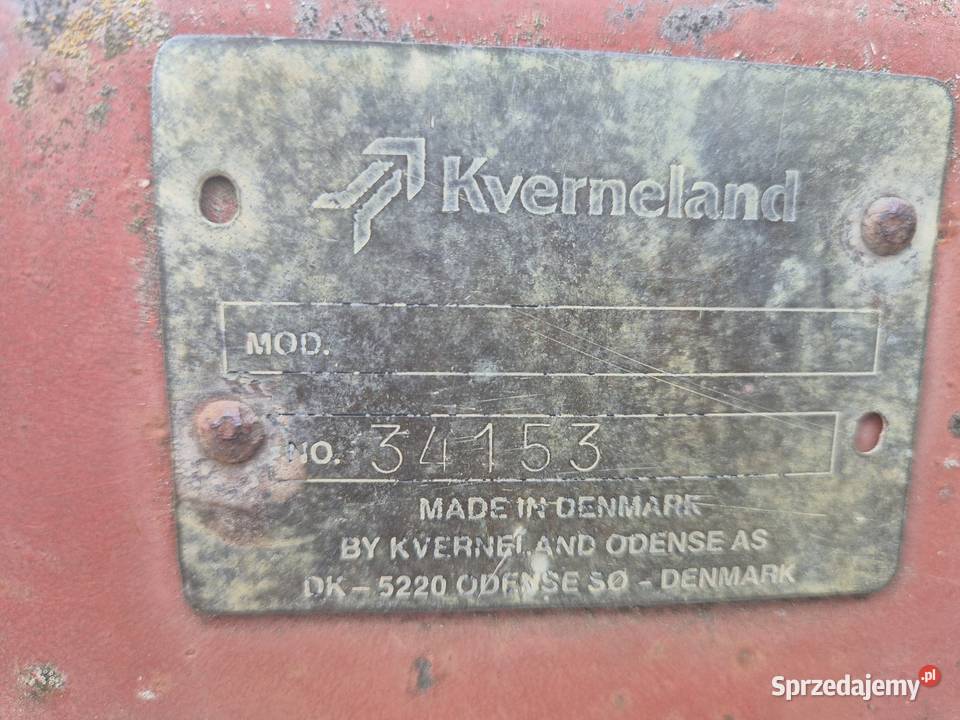 Kverneland
MOD.
NO. 34153
MADE IN DENMARK
BY KVERNELAND ODENSE AS
DK - 5220 ODENSE SØ - DENMARK
Sprzedajemy.pl